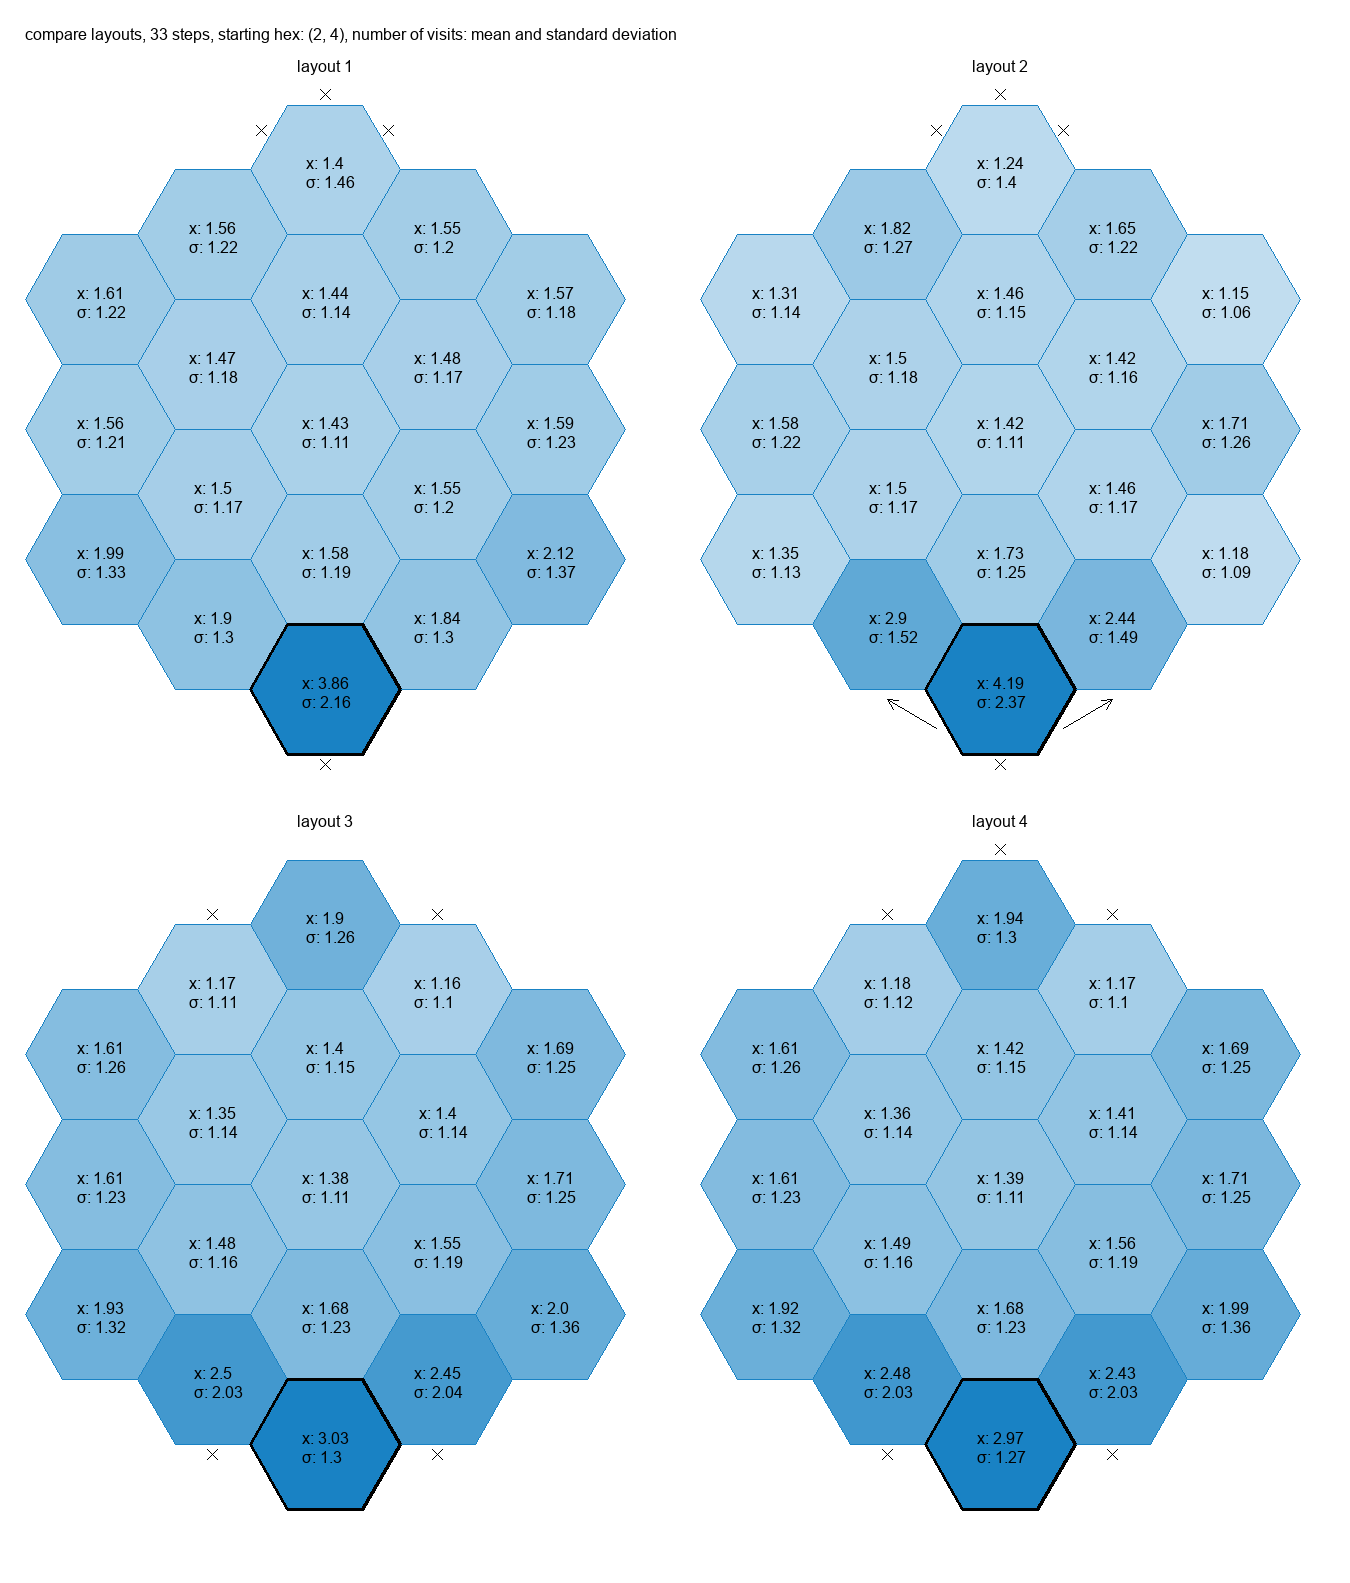 compare layouts, 33 steps, starting hex: (2, 4), number of visits: mean and standard deviation
layout 1
x: 1.4
σ: 1.46
x: 1.56
σ: 1.22
x: 1.55
σ: 1.2
x: 1.61
σ: 1.22
x: 1.44
σ: 1.14
x: 1.57
σ: 1.18
x: 1.47
σ: 1.18
x: 1.48
σ: 1.17
x: 1.56
σ: 1.21
x: 1.43
σ: 1.11
x: 1.59
σ: 1.23
x: 1.5
σ: 1.17
x: 1.55
σ: 1.2
x: 1.99
σ: 1.33
x: 1.58
σ: 1.19
x: 2.12
σ: 1.37
x: 1.9
σ: 1.3
x: 1.84
σ: 1.3
x: 3.86
σ: 2.16
layout 2
x: 1.24
σ: 1.4
x: 1.82
σ: 1.27
x: 1.65
σ: 1.22
x: 1.31
σ: 1.14
x: 1.46
σ: 1.15
x: 1.15
σ: 1.06
x: 1.5
σ: 1.18
x: 1.42
σ: 1.16
x: 1.58
σ: 1.22
x: 1.42
σ: 1.11
x: 1.71
σ: 1.26
x: 1.5
σ: 1.17
x: 1.46
σ: 1.17
x: 1.35
σ: 1.13
x: 1.73
σ: 1.25
x: 1.18
σ: 1.09
x: 2.9
σ: 1.52
x: 2.44
σ: 1.49
x: 4.19
σ: 2.37
layout 3
x: 1.9
σ: 1.26
x: 1.17
σ: 1.11
x: 1.16
σ: 1.1
x: 1.61
σ: 1.26
x: 1.4
σ: 1.15
x: 1.69
σ: 1.25
x: 1.35
σ: 1.14
x: 1.4
σ: 1.14
x: 1.61
σ: 1.23
x: 1.38
σ: 1.11
x: 1.71
σ: 1.25
x: 1.48
σ: 1.16
x: 1.55
σ: 1.19
x: 1.93
σ: 1.32
x: 1.68
σ: 1.23
x: 2.0
σ: 1.36
x: 2.5
σ: 2.03
x: 2.45
σ: 2.04
x: 3.03
σ: 1.3
layout 4
x: 1.94
σ: 1.3
x: 1.18
σ: 1.12
x: 1.17
σ: 1.1
x: 1.61
σ: 1.26
x: 1.42
σ: 1.15
x: 1.69
σ: 1.25
x: 1.36
σ: 1.14
x: 1.41
σ: 1.14
x: 1.61
σ: 1.23
x: 1.39
σ: 1.11
x: 1.71
σ: 1.25
x: 1.49
σ: 1.16
x: 1.56
σ: 1.19
x: 1.92
σ: 1.32
x: 1.68
σ: 1.23
x: 1.99
σ: 1.36
x: 2.48
σ: 2.03
x: 2.43
σ: 2.03
x: 2.97
σ: 1.27